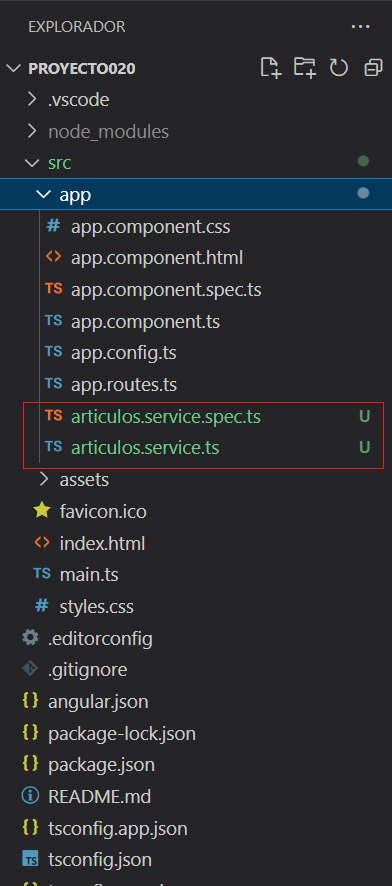 EXPLORADOR ...
PROYECTO020
.vscode
node_modules
src
app
# app.component.css
<> app.component.html
TS app.component.spec.ts
TS app.component.ts
TS app.config.ts
TS app.routes.ts
TS articulos.service.spec.ts U
TS articulos.service.ts U
assets
favicon.ico
<> index.html
TS main.ts
# styles.css
.editorconfig
.gitignore
{} angular.json
{} package-lock.json
{} package.json
README.md
{} tsconfig.app.json
TS tsconfig.json